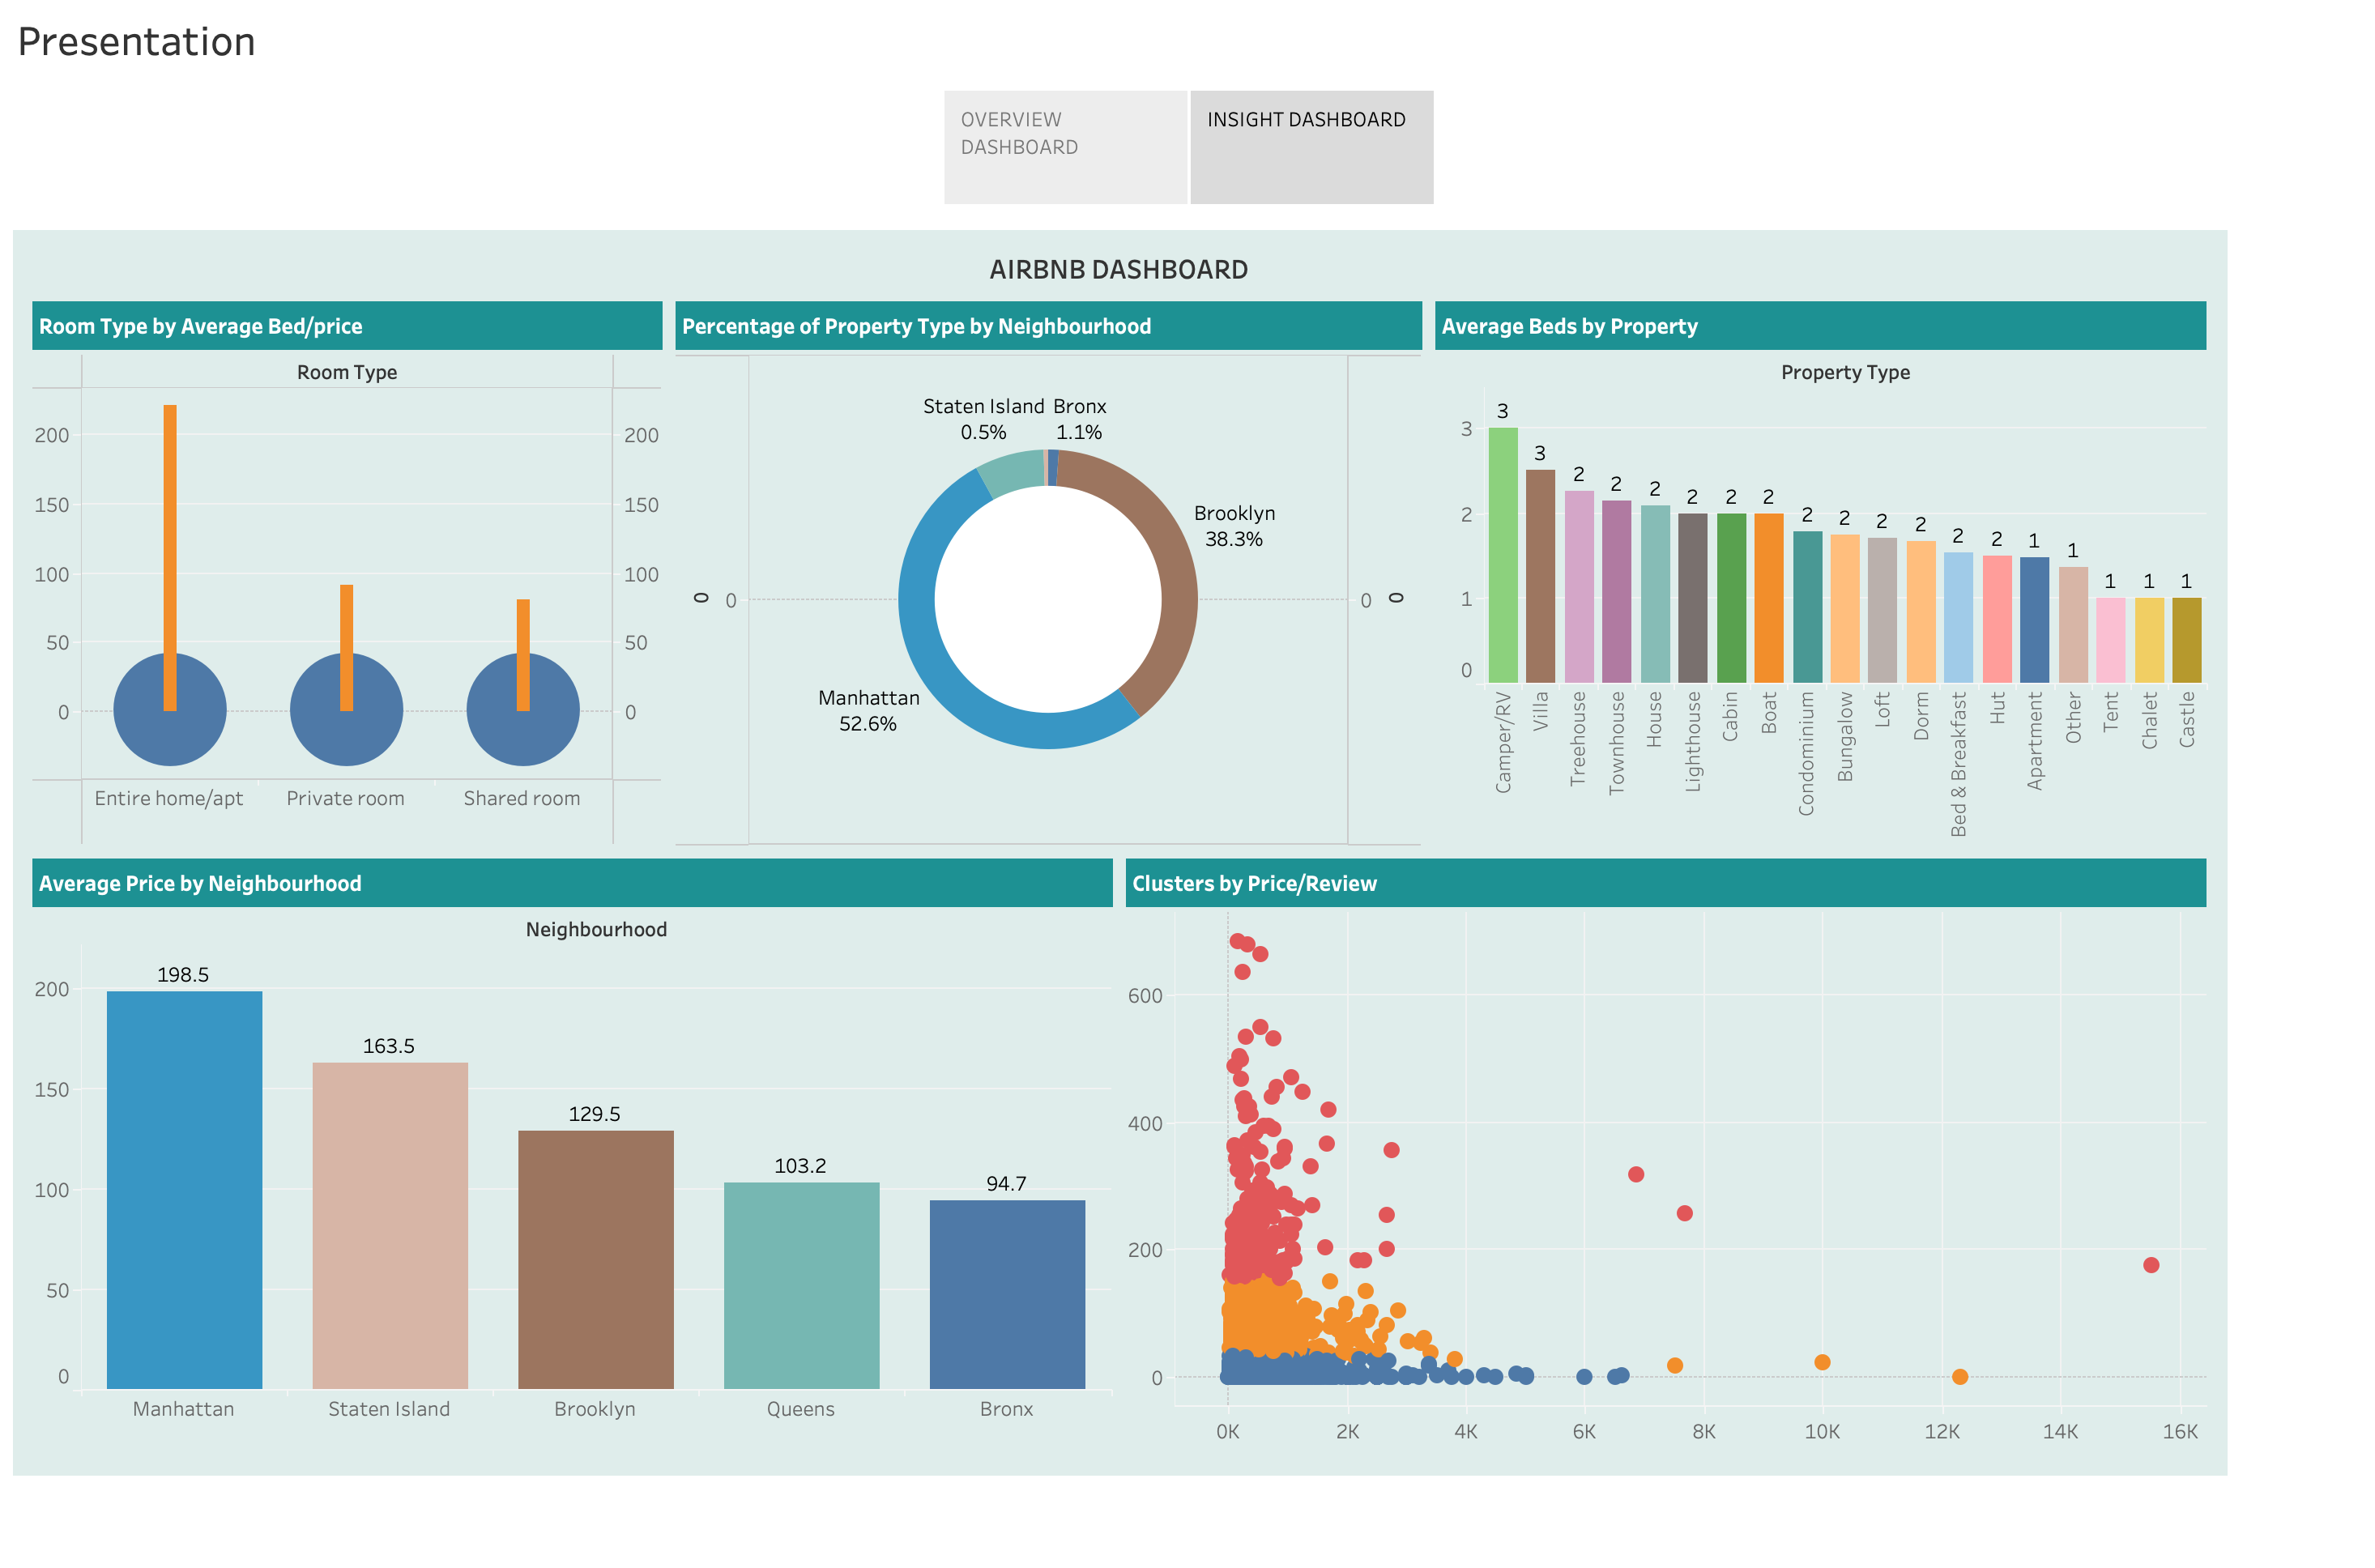 Presentation
OVERVIEW
DASHBOARD
INSIGHT DASHBOARD
AIRBNB DASHBOARD
Room Type by Average Bed/price
Room Type
200
150
100
50
0
200
150
100
50
0
Entire home/apt
Private room
Shared room
Percentage of Property Type by Neighbourhood
Staten Island
0.5%
Bronx
1.1%
Brooklyn
38.3%
Manhattan
52.6%
0
0
0
0
Average Beds by Property
Property Type
3
2
1
0
3
3
2
2
2
2
2
2
2
2
2
2
2
2
1
1
1
1
1
Camper/RV
Villa
Treehouse
Townhouse
House
Lighthouse
Cabin
Boat
Condominium
Bungalow
Loft
Dorm
Bed & Breakfast
Hut
Apartment
Other
Tent
Chalet
Castle
Average Price by Neighbourhood
Neighbourhood
200
150
100
50
0
198.5
163.5
129.5
103.2
94.7
Manhattan
Staten Island
Brooklyn
Queens
Bronx
Clusters by Price/Review
600
400
200
0
0K
2K
4K
6K
8K
10K
12K
14K
16K